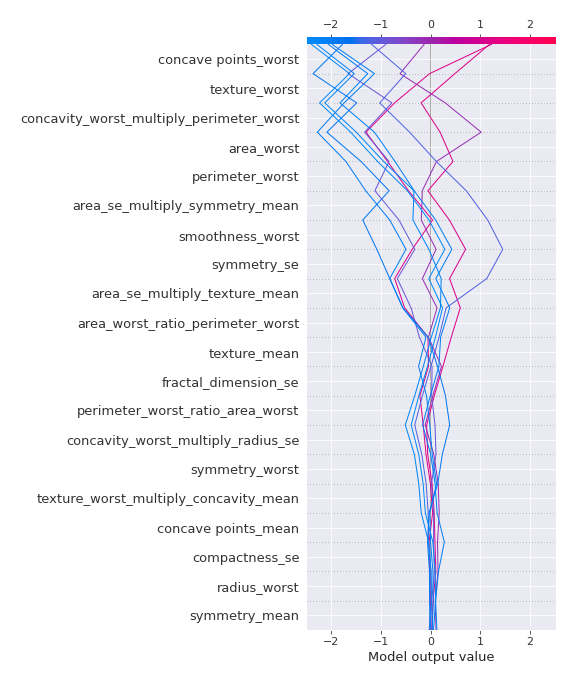 −2 −1 0 1 2
concave points_worst
texture_worst
concavity_worst_multiply_perimeter_worst
area_worst
perimeter_worst
area_se_multiply_symmetry_mean
smoothness_worst
symmetry_se
area_se_multiply_texture_mean
area_worst_ratio_perimeter_worst
texture_mean
fractal_dimension_se
perimeter_worst_ratio_area_worst
concavity_worst_multiply_radius_se
symmetry_worst
texture_worst_multiply_concavity_mean
concave points_mean
compactness_se
radius_worst
symmetry_mean
−2 −1 0 1 2
Model output value